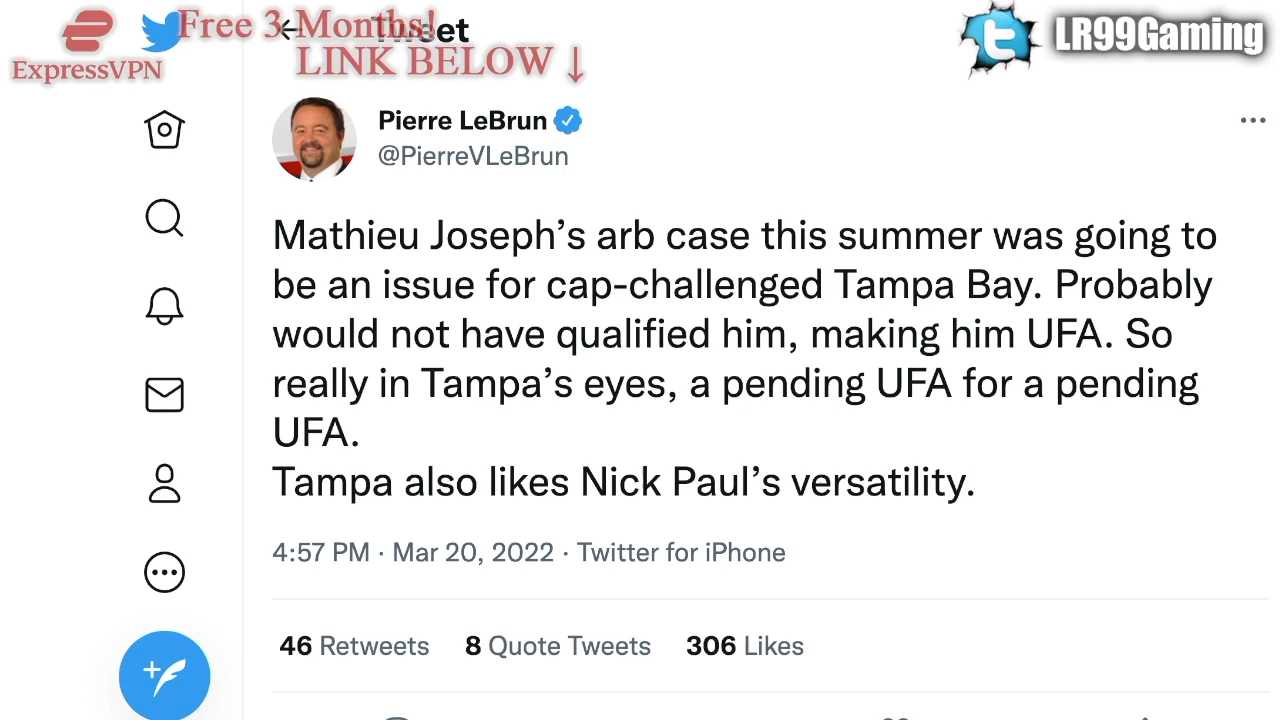 Free 3 Months!
Tweet
LINK BELOW ↓
ExpressVPN
LR99Gaming
Pierre LeBrun
@PierreVLeBrun
Mathieu Joseph’s arb case this summer was going to
be an issue for cap-challenged Tampa Bay. Probably
would not have qualified him, making him UFA. So
really in Tampa’s eyes, a pending UFA for a pending
UFA.
Tampa also likes Nick Paul’s versatility.
4:57 PM · Mar 20, 2022 · Twitter for iPhone
46 Retweets 8 Quote Tweets 306 Likes